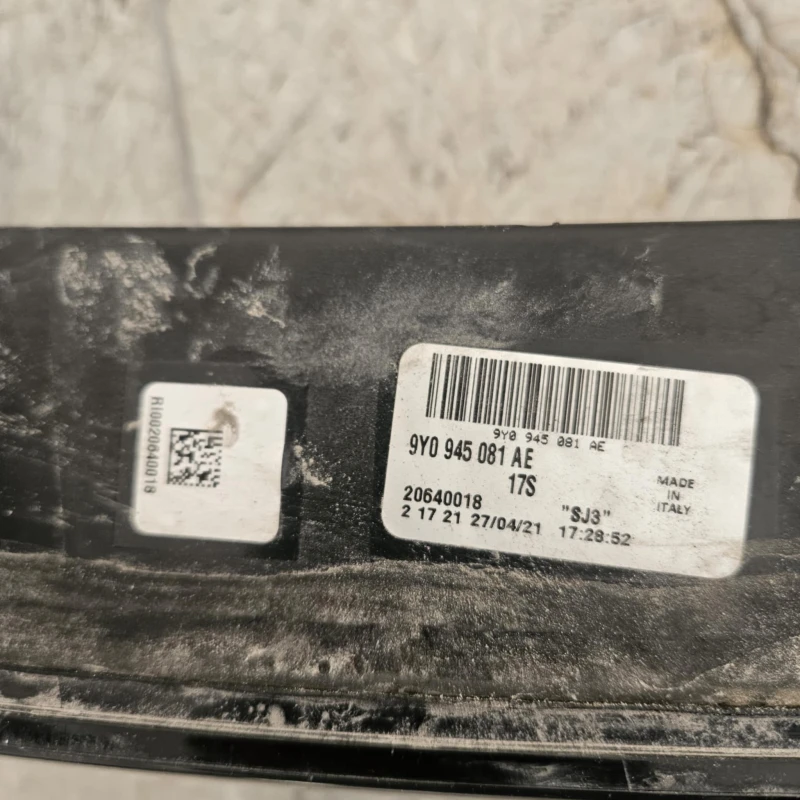 RI0020640018
9Y0 945 081 AE
9Y0 945 081 AE
17S
20640018 "SJ3"
2 17 21 27/04/21 17:28:52
MADE
IN
ITALY